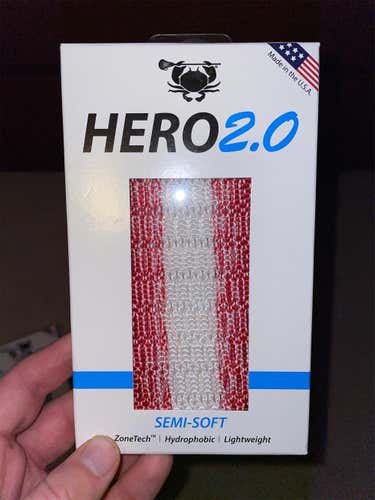 Made in the U.S.A.
HERO2.0
SEMI-SOFT
ZoneTech™ | Hydrophobic | Lightweight